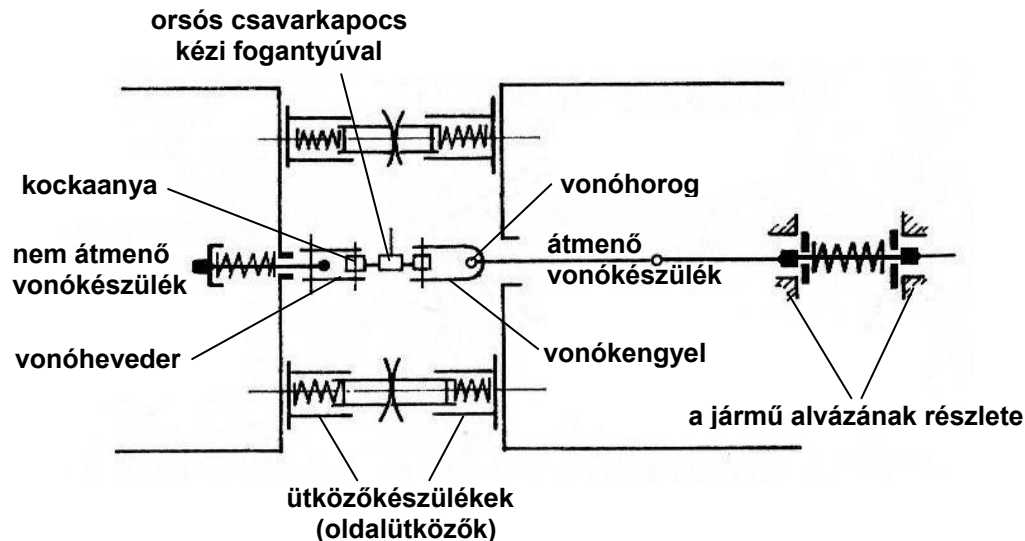 orsós csavarkapocs
kézi fogantyúval
kockaanya
vonóhorog
nem átmenő
vonókészülék
átmenő
vonókészülék
vonóheveder
vonókengyel
a jármű alvázának részlete
ütközőkészülékek
(oldalütközők)